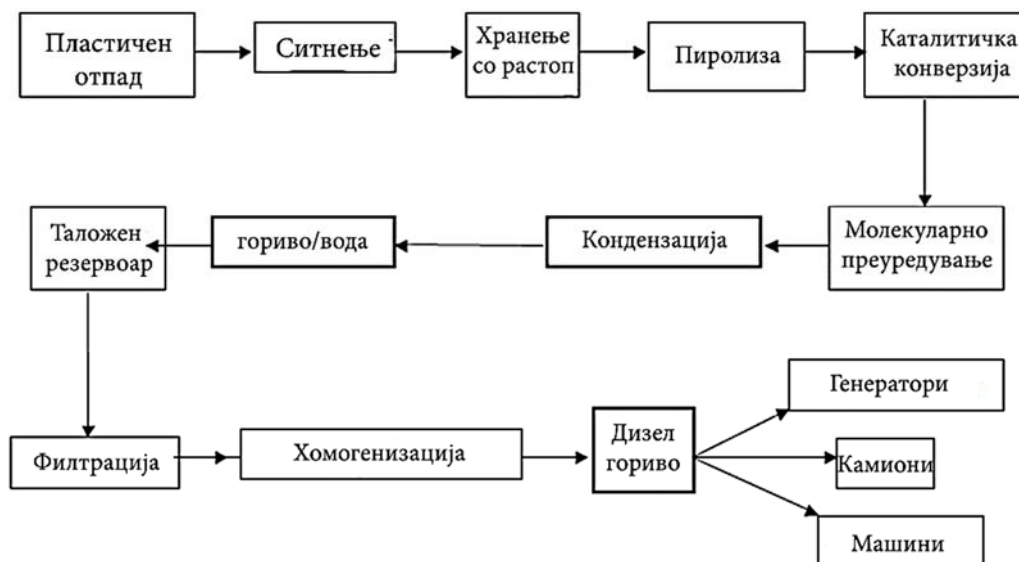 Пластичен
отпад
Ситнење
Хранење
со растоп
Пиролиза
Каталитичка
конверзија
Молекуларно
преуредување
Кондензација
гориво/вода
Таложен
резервоар
Филтрација
Хомогенизација
Дизел
гориво
Генератори
Камиони
Машини